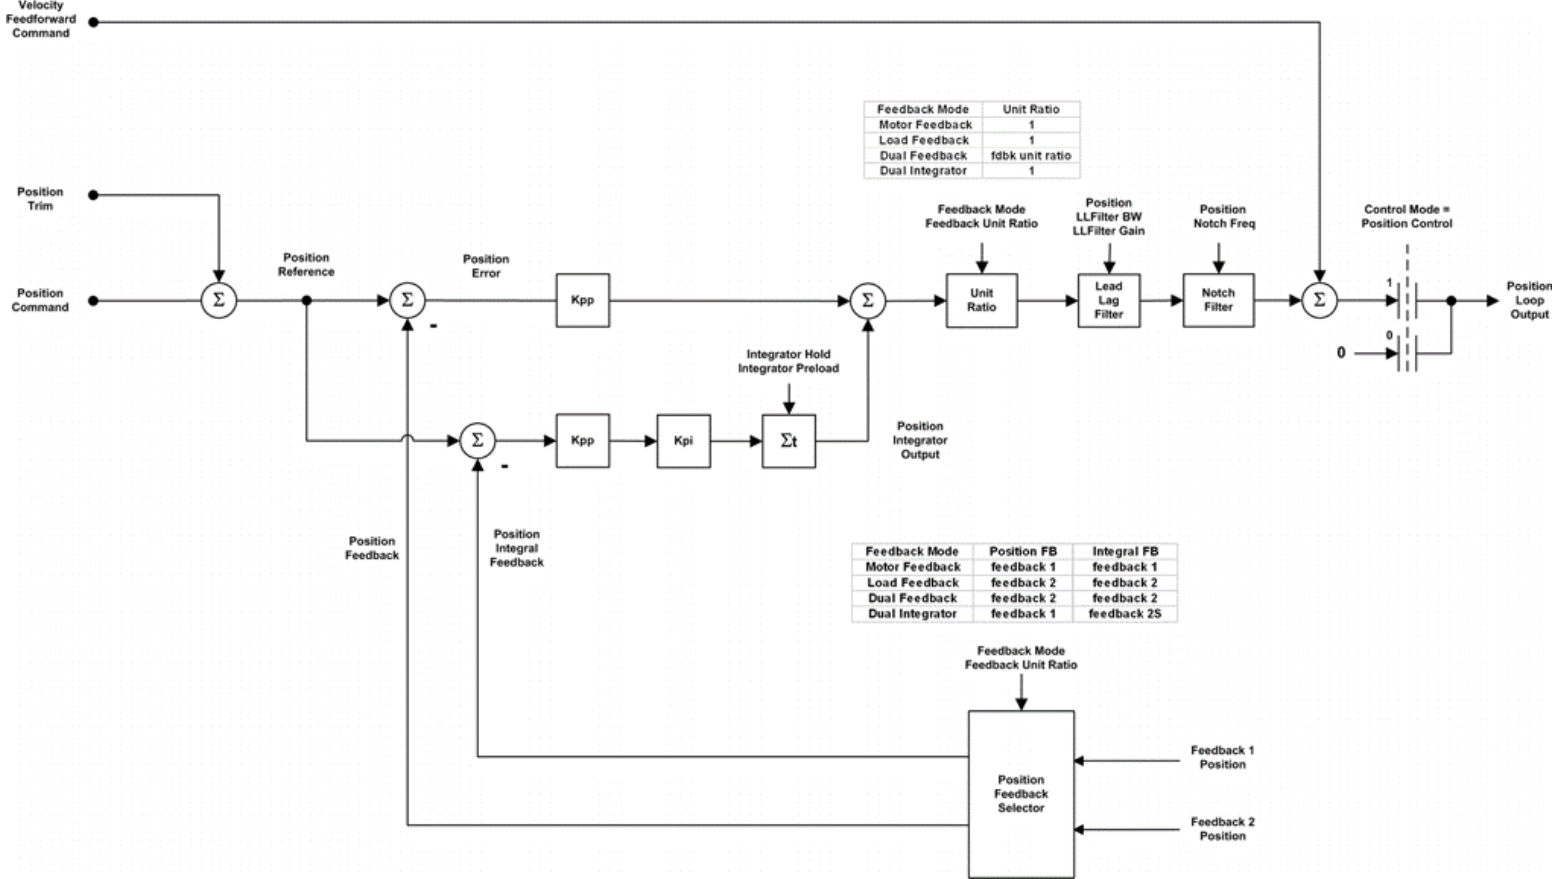 Velocity
Feedforward
Command
Feedback Mode Unit Ratio
Motor Feedback 1
Load Feedback 1
Dual Feedback fdbk unit ratio
Dual Integrator 1
Position
Trim
Feedback Mode
Feedback Unit Ratio
Position
LLFilter BW
LLFilter Gain
Position
Notch Freq
Control Mode =
Position Control
Position
Reference
Position
Error
Position
Command
Σ
Σ
Kpp
Σ
Unit
Ratio
Lead
Lag
Filter
Notch
Filter
Σ
1
Position
Loop
Output
-
0
0
Integrator Hold
Integrator Preload
Σ
Kpp
Kpi
Σt
Position
Integrator
Output
-
Position
Feedback
Position
Integral
Feedback
Feedback Mode Position FB Integral FB
Motor Feedback feedback 1 feedback 1
Load Feedback feedback 2 feedback 2
Dual Feedback feedback 2 feedback 2
Dual Integrator feedback 1 feedback 2S
Feedback Mode
Feedback Unit Ratio
Position
Feedback
Selector
Feedback 1
Position
Feedback 2
Position